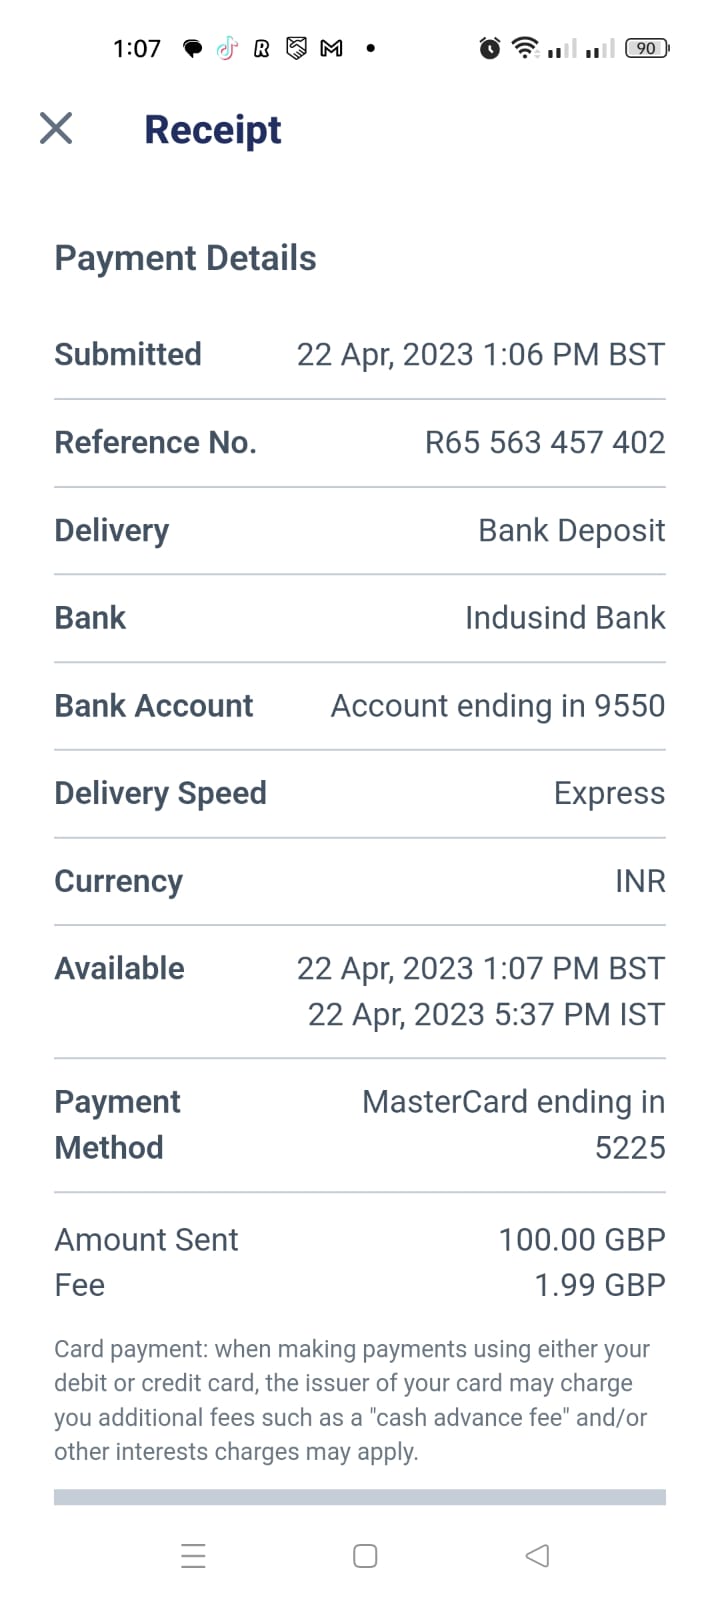 1:07
90
Receipt
Payment Details
Submitted 22 Apr, 2023 1:06 PM BST
Reference No. R65 563 457 402
Delivery Bank Deposit
Bank Indusind Bank
Bank Account Account ending in 9550
Delivery Speed Express
Currency INR
Available 22 Apr, 2023 1:07 PM BST
22 Apr, 2023 5:37 PM IST
Payment MasterCard ending in
Method 5225
Amount Sent 100.00 GBP
Fee 1.99 GBP
Card payment: when making payments using either your
debit or credit card, the issuer of your card may charge
you additional fees such as a "cash advance fee" and/or
other interests charges may apply.